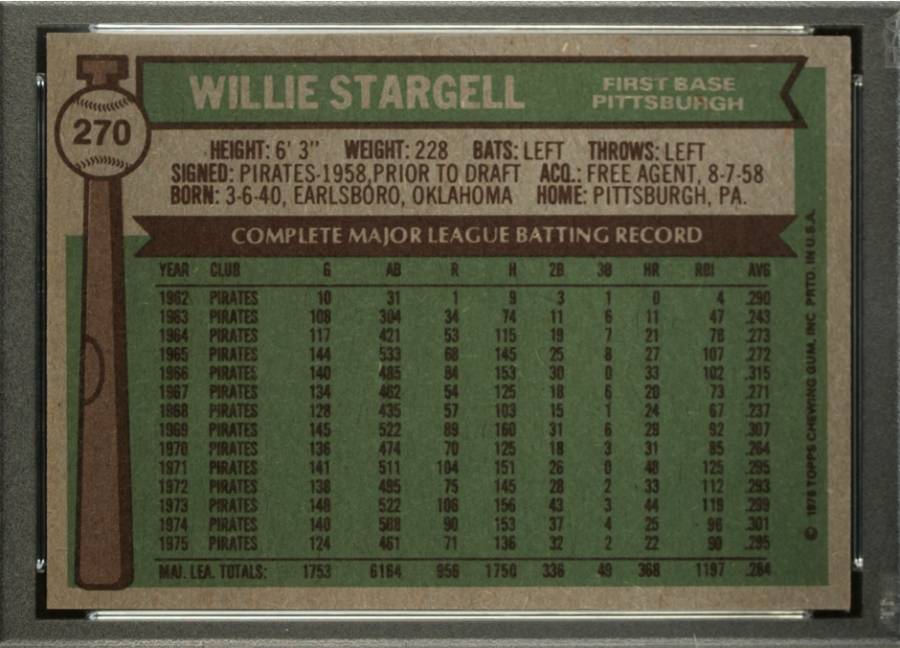 WILLIE STARGELL
FIRST BASE
PITTSBURGH
270
HEIGHT: 6' 3" WEIGHT: 228 BATS: LEFT THROWS: LEFT
SIGNED: PIRATES-1958, PRIOR TO DRAFT ACQ.: FREE AGENT, 8-7-58
BORN: 3-6-40, EARLSBORO, OKLAHOMA HOME: PITTSBURGH, PA.
COMPLETE MAJOR LEAGUE BATTING RECORD
YEAR CLUB G AB R H 2B 3B HR RBI AVG
1962 PIRATES 10 31 1 9 3 1 0 4 .290
1963 PIRATES 108 304 34 74 11 6 11 47 .243
1964 PIRATES 117 421 53 115 19 7 21 78 .273
1965 PIRATES 144 533 68 145 25 8 27 107 .272
1966 PIRATES 140 485 84 153 30 0 33 102 .315
1967 PIRATES 134 462 54 125 18 6 20 73 .271
1968 PIRATES 128 435 57 103 15 1 24 67 .237
1969 PIRATES 145 522 89 160 31 6 29 92 .307
1970 PIRATES 136 474 70 125 18 3 31 85 .264
1971 PIRATES 141 511 104 151 26 0 48 125 .295
1972 PIRATES 138 495 75 145 28 2 33 112 .293
1973 PIRATES 148 522 106 156 43 3 44 119 .299
1974 PIRATES 140 508 90 153 37 4 25 96 .301
1975 PIRATES 124 461 71 136 32 2 22 90 .295
MAJ. LEA. TOTALS: 1753 6164 956 1750 336 49 368 1197 .284
© 1976 TOPPS CHEWING GUM, INC. PRTD. IN U.S.A.